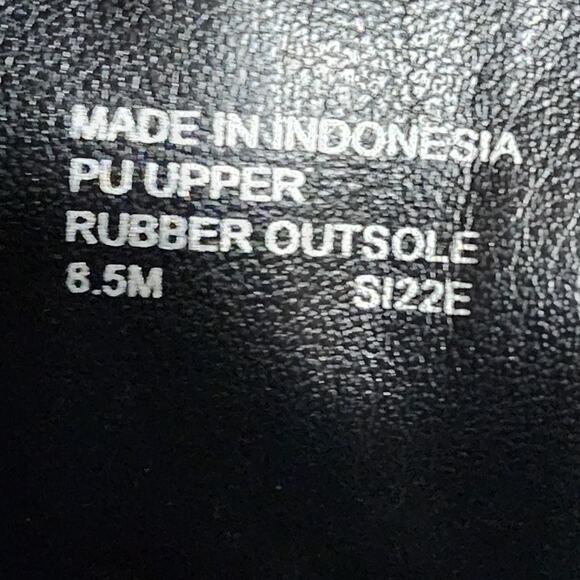 MADE IN INDONESIA
PU UPPER
RUBBER OUTSOLE
8.5M SI22E